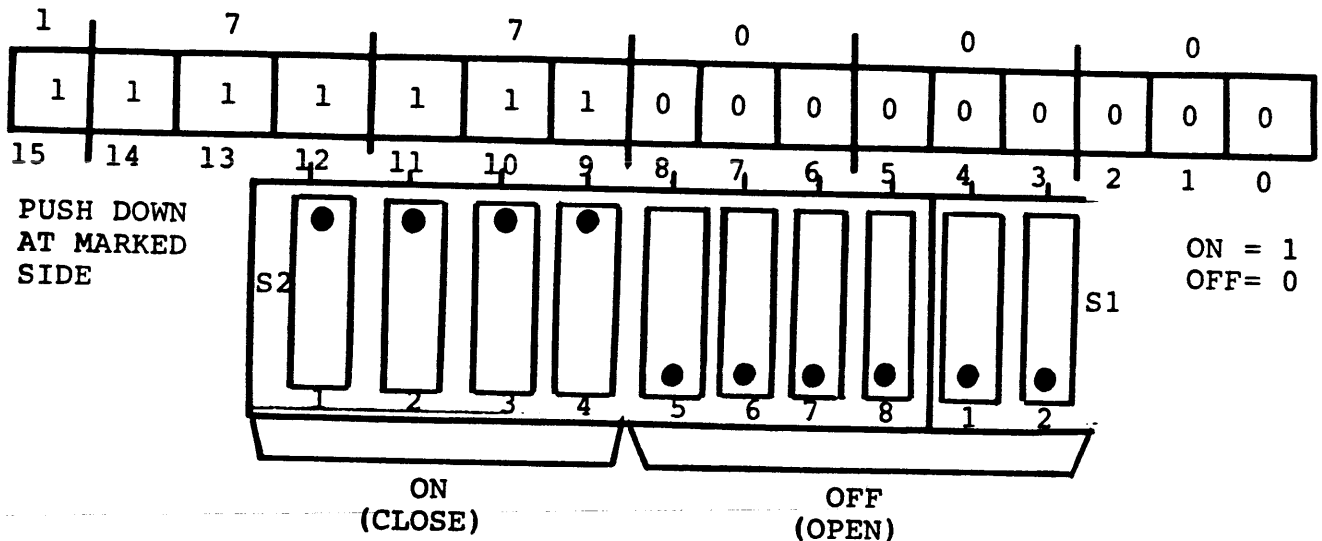 1 7 7 0 0 0
1 1 1 1 1 1 1 0 0 0 0 0 0 0 0 0
15 14 13 12 11 10 9 8 7 6 5 4 3 2 1 0
PUSH DOWN
AT MARKED
SIDE
ON = 1
OFF= 0
S2
S1
1 2 3 4 5 6 7 8 1 2
ON
(CLOSE)
OFF
(OPEN)